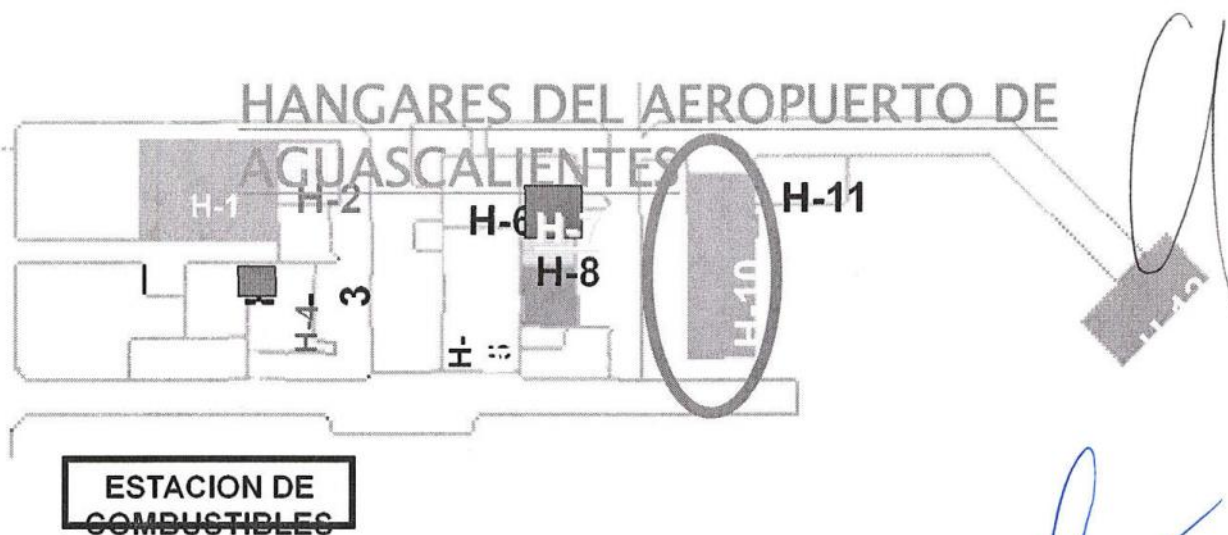 HANGARES DEL AEROPUERTO DE
AGUASCALIENTES
H-1
H-2
H-6
H-
H-8
H-10
H-11
H-4
3
H-
ESTACION DE
COMBUSTIBLES